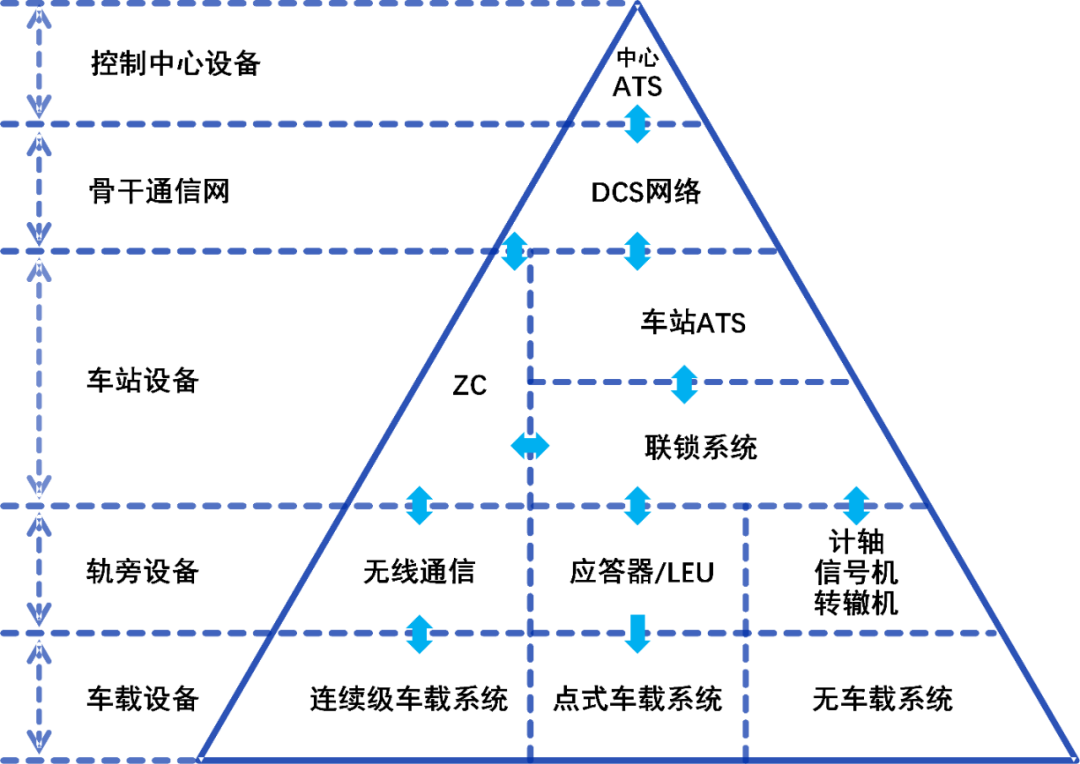 控制中心设备
中心
ATS
骨干通信网
DCS网络
车站设备
车站ATS
ZC
联锁系统
轨旁设备
无线通信
应答器/LEU
计轴
信号机
转辙机
车载设备
连续级车载系统
点式车载系统
无车载系统